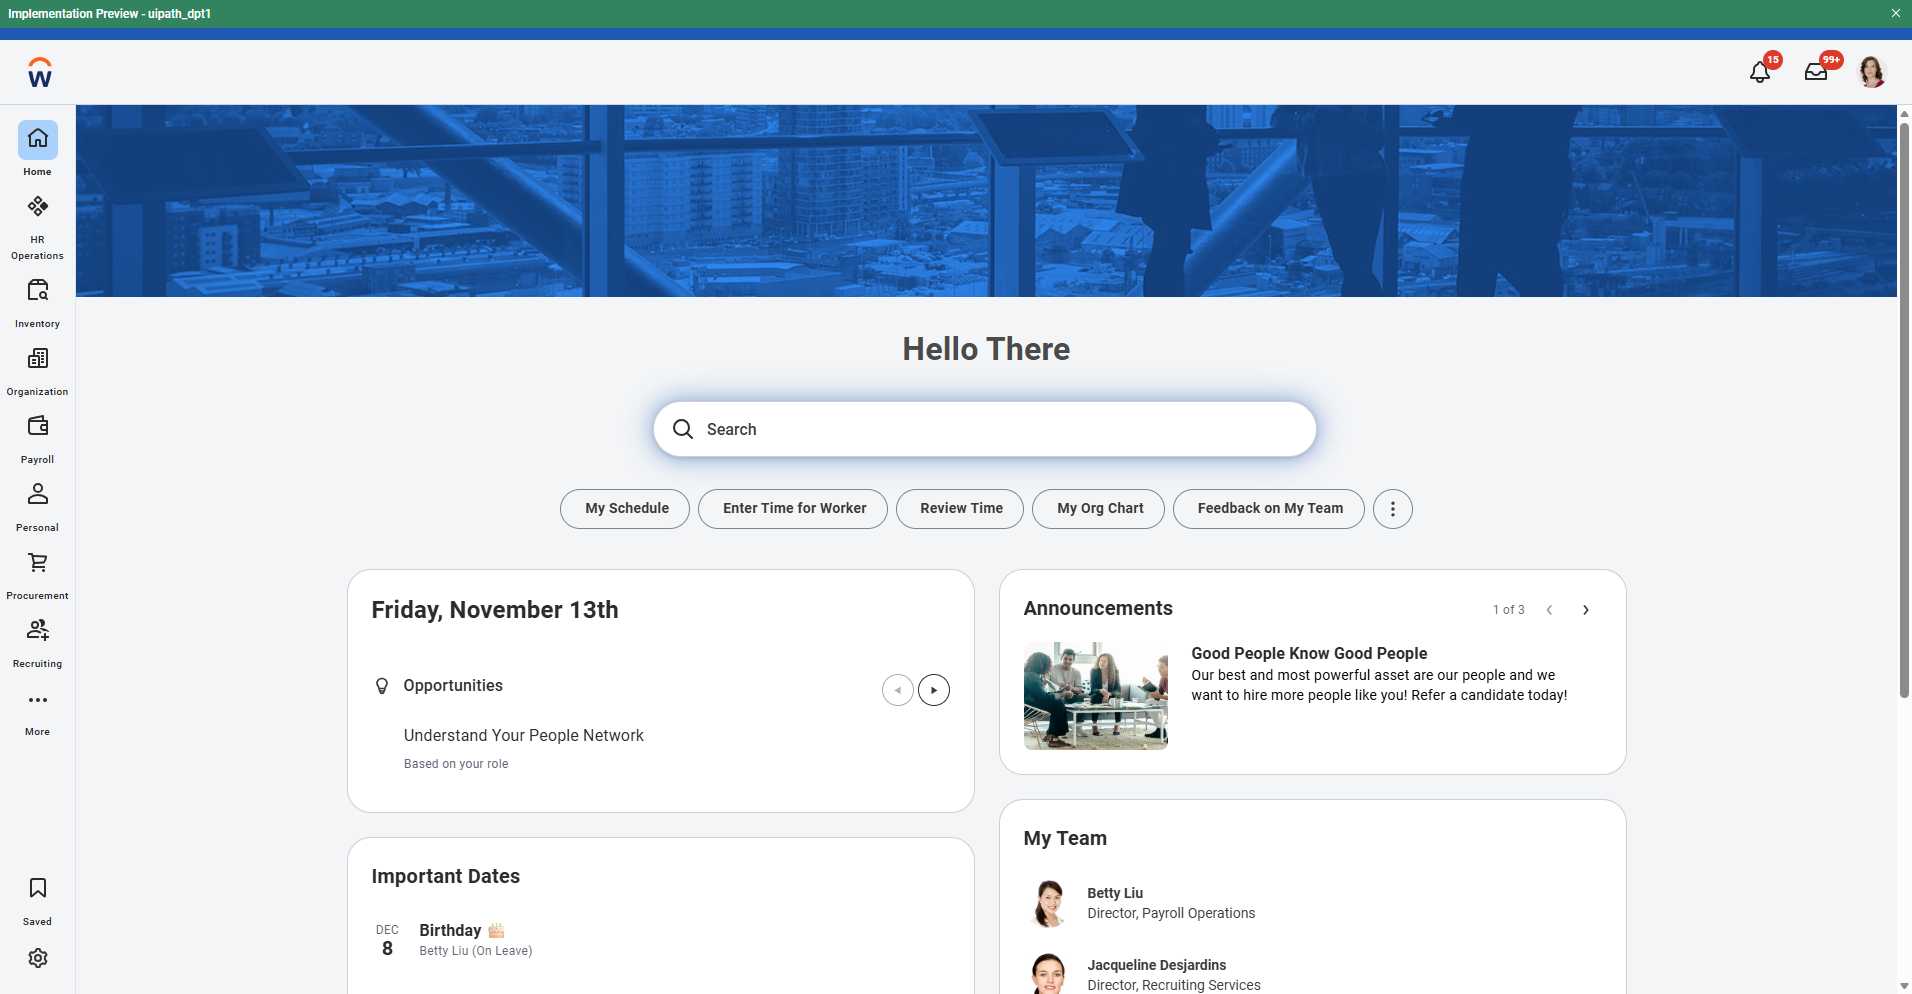 Implementation Preview - uipath_dpt1
W
15
99+
Home
HR
Operations
Inventory
Organization
Payroll
Personal
Procurement
Recruiting
More
Saved
Hello There
Search
My Schedule
Enter Time for Worker
Review Time
My Org Chart
Feedback on My Team
Friday, November 13th
Opportunities
Understand Your People Network
Based on your role
Important Dates
DEC
8
Birthday
Betty Liu (On Leave)
Announcements
1 of 3
Good People Know Good People
Our best and most powerful asset are our people and we
want to hire more people like you! Refer a candidate today!
My Team
Betty Liu
Director, Payroll Operations
Jacqueline Desjardins
Director, Recruiting Services